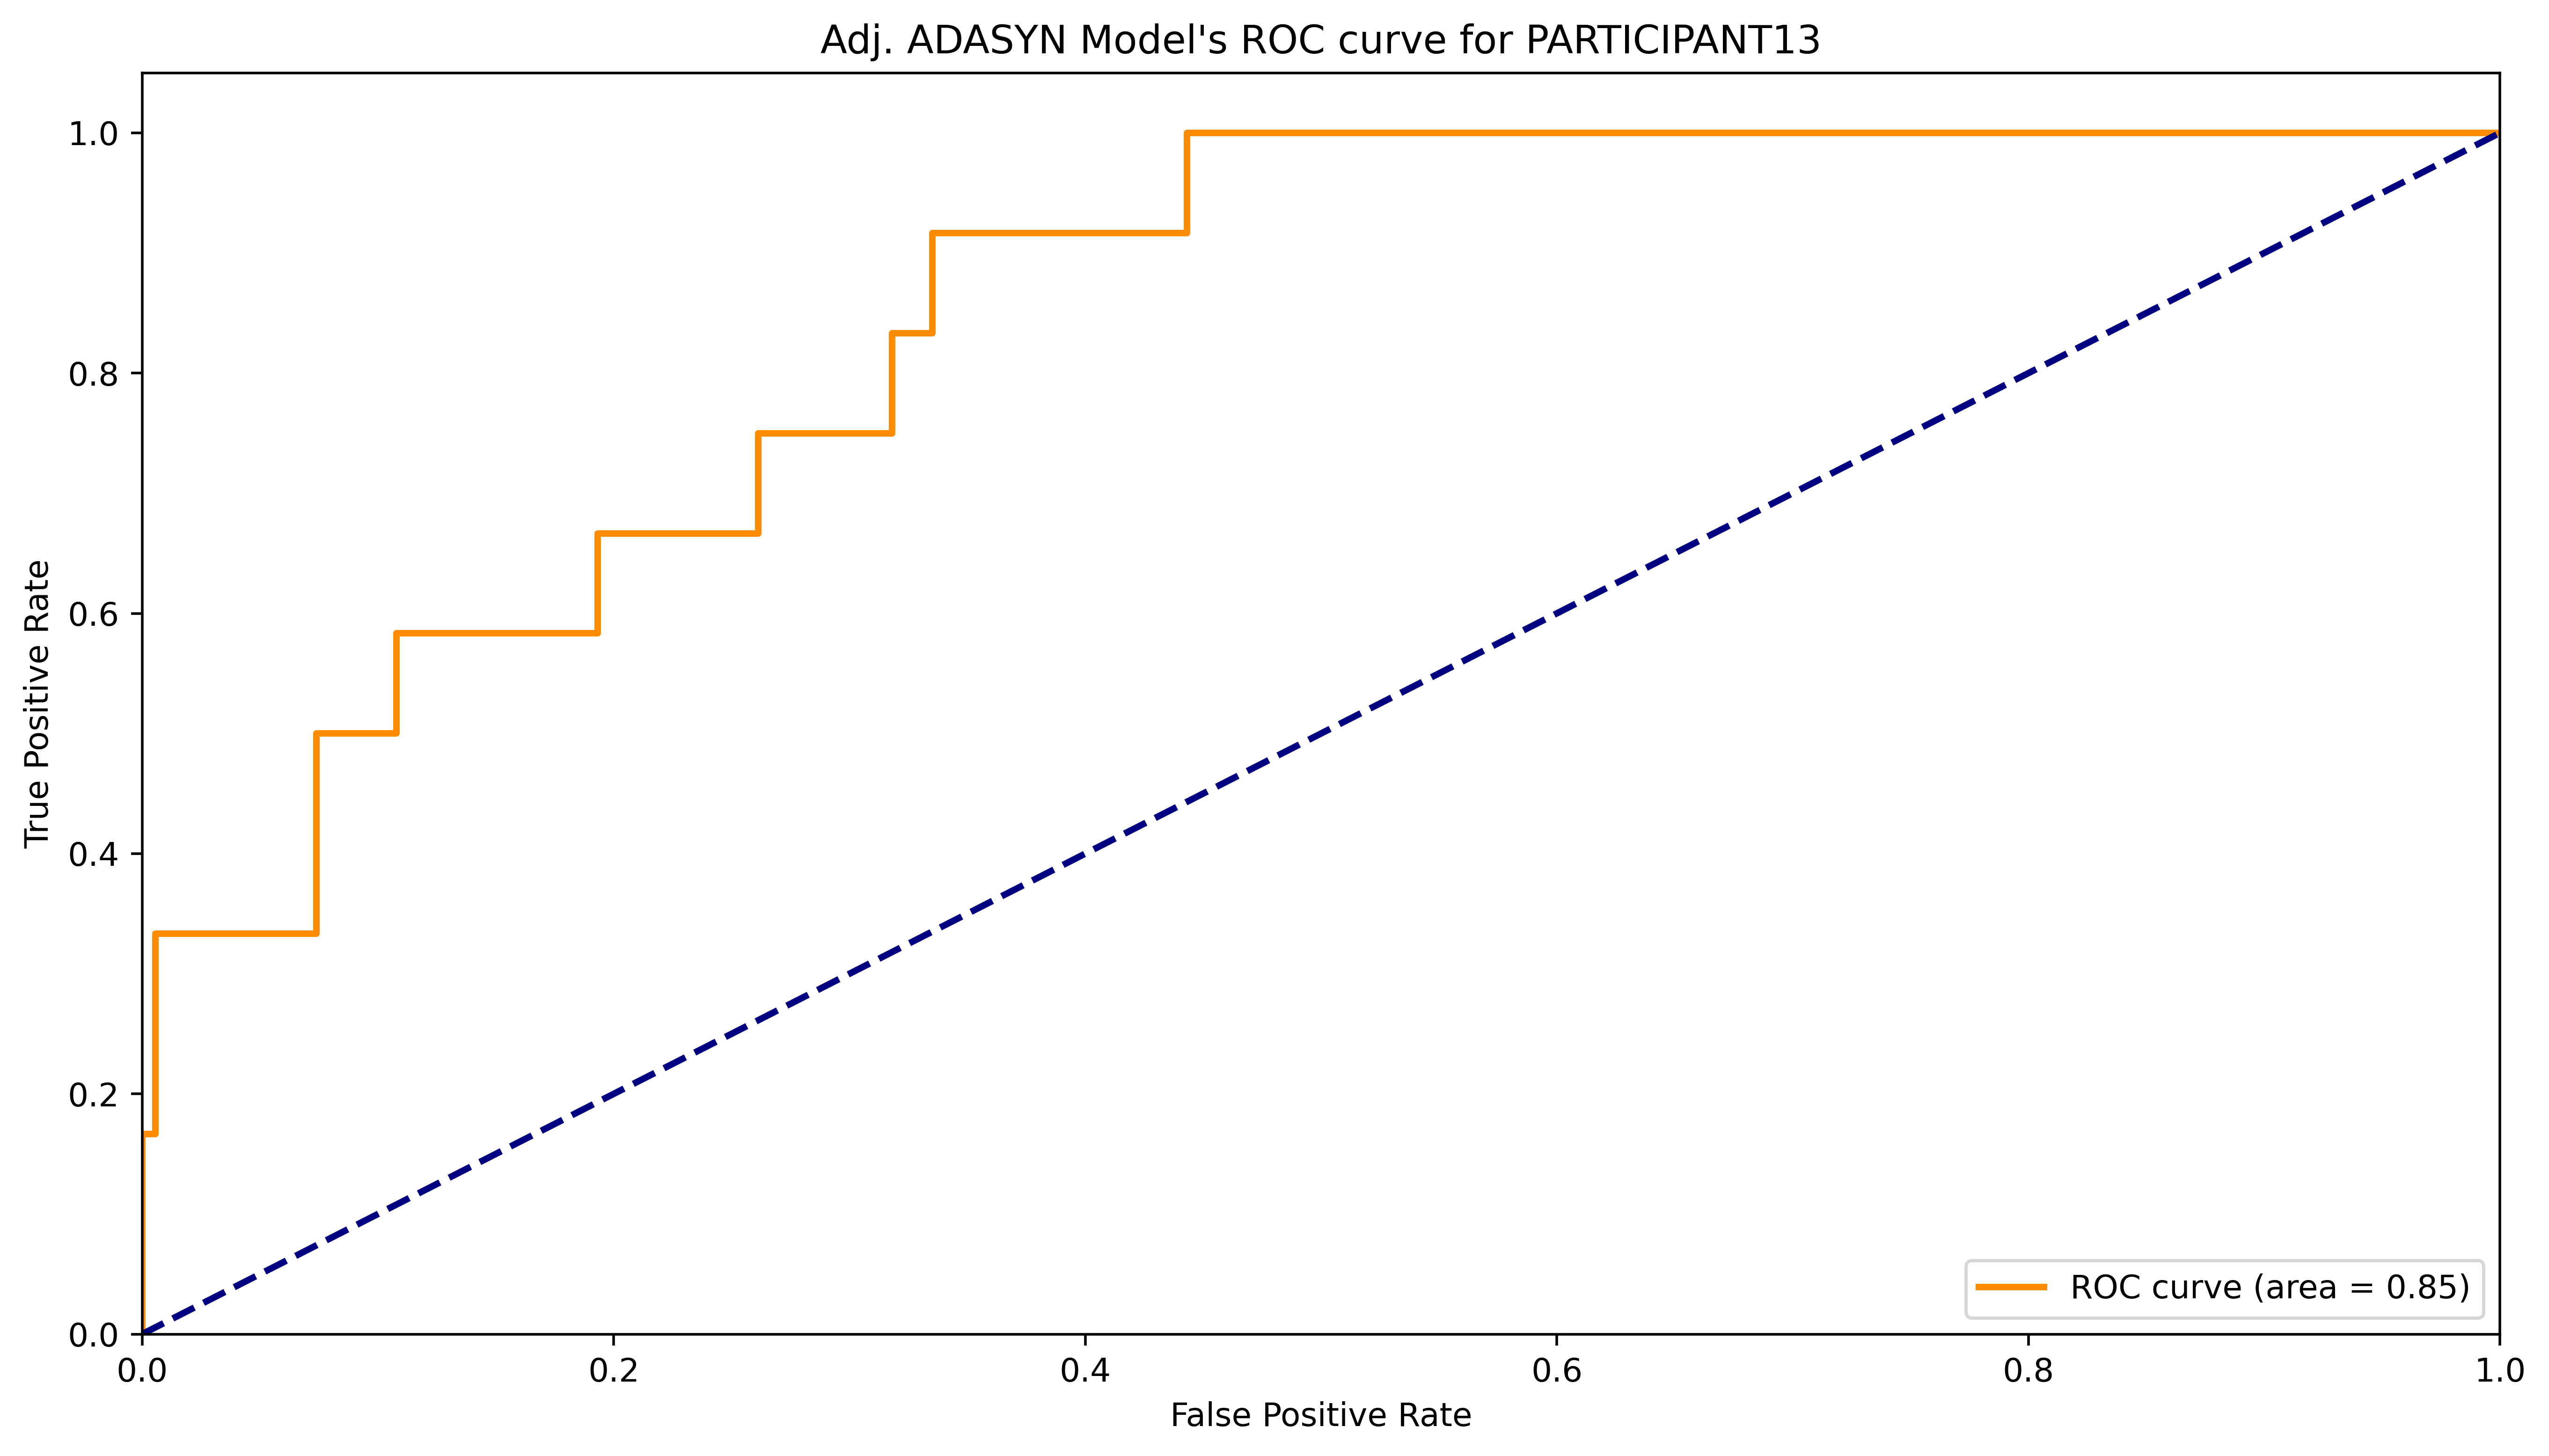 Adj. ADASYN Model's ROC curve for PARTICIPANT13
True Positive Rate
1.0
0.8
0.6
0.4
0.2
0.0
0.0 0.2 0.4 0.6 0.8 1.0
False Positive Rate
ROC curve (area = 0.85)